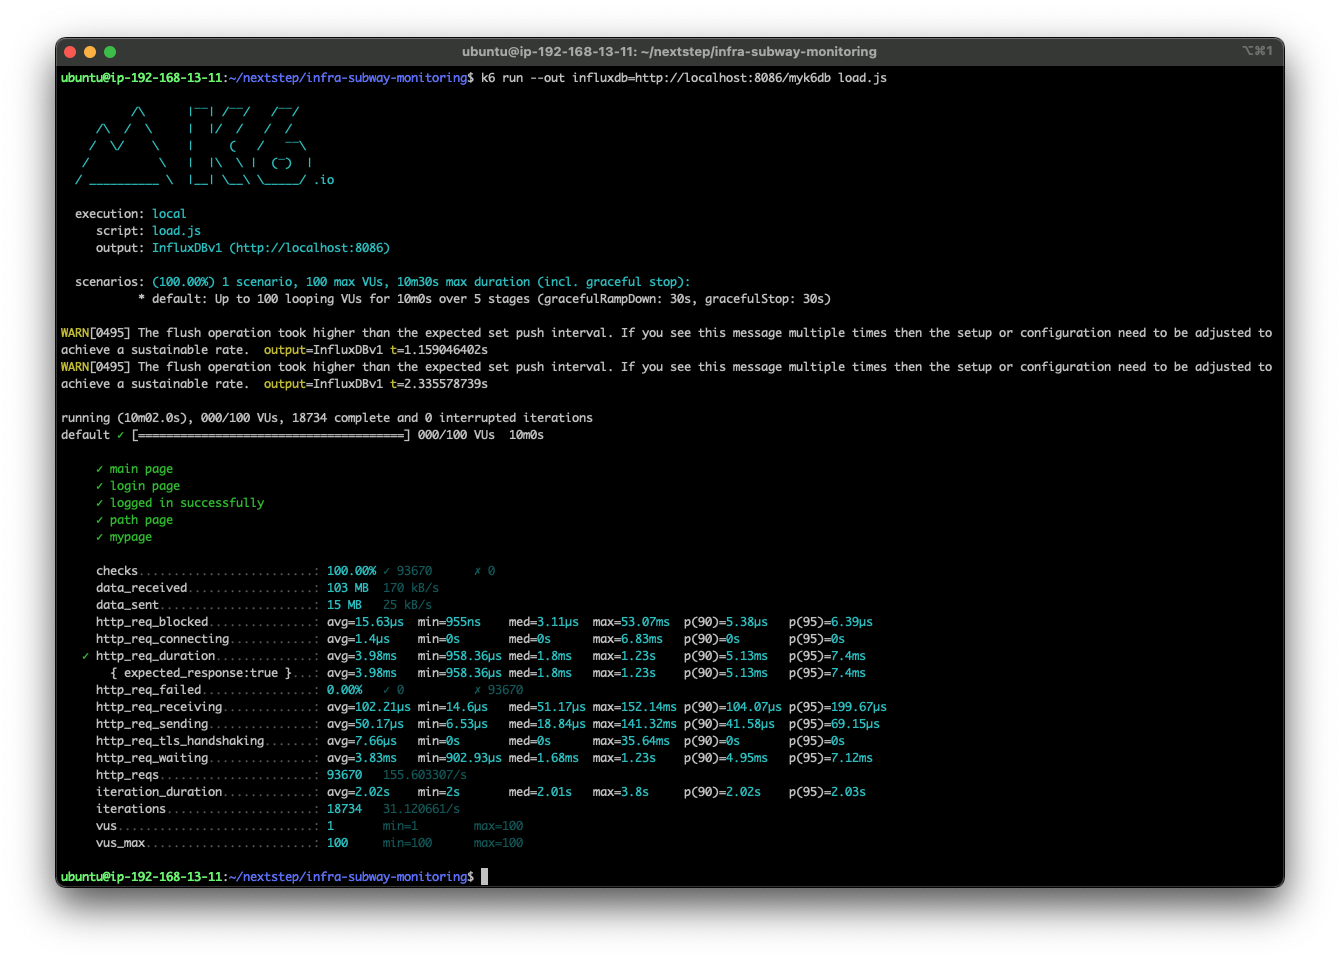 ubuntu@ip-192-168-13-11: ~/nextstep/infra-subway-monitoring
⌥⌘1
ubuntu@ip-192-168-13-11:~/nextstep/infra-subway-monitoring$ k6 run --out influxdb=http://localhost:8086/myk6db load.js
          /\      |‾‾| /‾‾/   /‾‾/
     /\  /  \     |  |/  /   /  /
    /  \/    \    |     (   /   ‾‾\
   /          \   |  |\  \ |  (‾)  |
  / __________ \  |__| \__\ \_____/ .io
  execution: local
     script: load.js
     output: InfluxDBv1 (http://localhost:8086)
  scenarios: (100.00%) 1 scenario, 100 max VUs, 10m30s max duration (incl. graceful stop):
           * default: Up to 100 looping VUs for 10m0s over 5 stages (gracefulRampDown: 30s, gracefulStop: 30s)
WARN[0495] The flush operation took higher than the expected set push interval. If you see this message multiple times then the setup or configuration need to be adjusted to
achieve a sustainable rate.  output=InfluxDBv1 t=1.159046402s
WARN[0495] The flush operation took higher than the expected set push interval. If you see this message multiple times then the setup or configuration need to be adjusted to
achieve a sustainable rate.  output=InfluxDBv1 t=2.335578739s
running (10m02.0s), 000/100 VUs, 18734 complete and 0 interrupted iterations
default ✓ [======================================] 000/100 VUs  10m0s
     ✓ main page
     ✓ login page
     ✓ logged in successfully
     ✓ path page
     ✓ mypage
     checks.........................: 100.00% ✓ 93670      ✗ 0
     data_received..................: 103 MB  170 kB/s
     data_sent......................: 15 MB   25 kB/s
     http_req_blocked...............: avg=15.63µs  min=955ns    med=3.11µs  max=53.07ms  p(90)=5.38µs   p(95)=6.39µs
     http_req_connecting............: avg=1.4µs    min=0s       med=0s      max=6.83ms   p(90)=0s       p(95)=0s
   ✓ http_req_duration..............: avg=3.98ms   min=958.36µs med=1.8ms   max=1.23s    p(90)=5.13ms   p(95)=7.4ms
       { expected_response:true }...: avg=3.98ms   min=958.36µs med=1.8ms   max=1.23s    p(90)=5.13ms   p(95)=7.4ms
     http_req_failed................: 0.00%   ✓ 0          ✗ 93670
     http_req_receiving.............: avg=102.21µs min=14.6µs   med=51.17µs max=152.14ms p(90)=104.07µs p(95)=199.67µs
     http_req_sending...............: avg=50.17µs  min=6.53µs   med=18.84µs max=141.32ms p(90)=41.58µs  p(95)=69.15µs
     http_req_tls_handshaking.......: avg=7.66µs   min=0s       med=0s      max=35.64ms  p(90)=0s       p(95)=0s
     http_req_waiting...............: avg=3.83ms   min=902.93µs med=1.68ms  max=1.23s    p(90)=4.95ms   p(95)=7.12ms
     http_reqs......................: 93670   155.603307/s
     iteration_duration.............: avg=2.02s    min=2s       med=2.01s   max=3.8s     p(90)=2.02s    p(95)=2.03s
     iterations.....................: 18734   31.120661/s
     vus............................: 1       min=1        max=100
     vus_max........................: 100     min=100      max=100
ubuntu@ip-192-168-13-11:~/nextstep/infra-subway-monitoring$